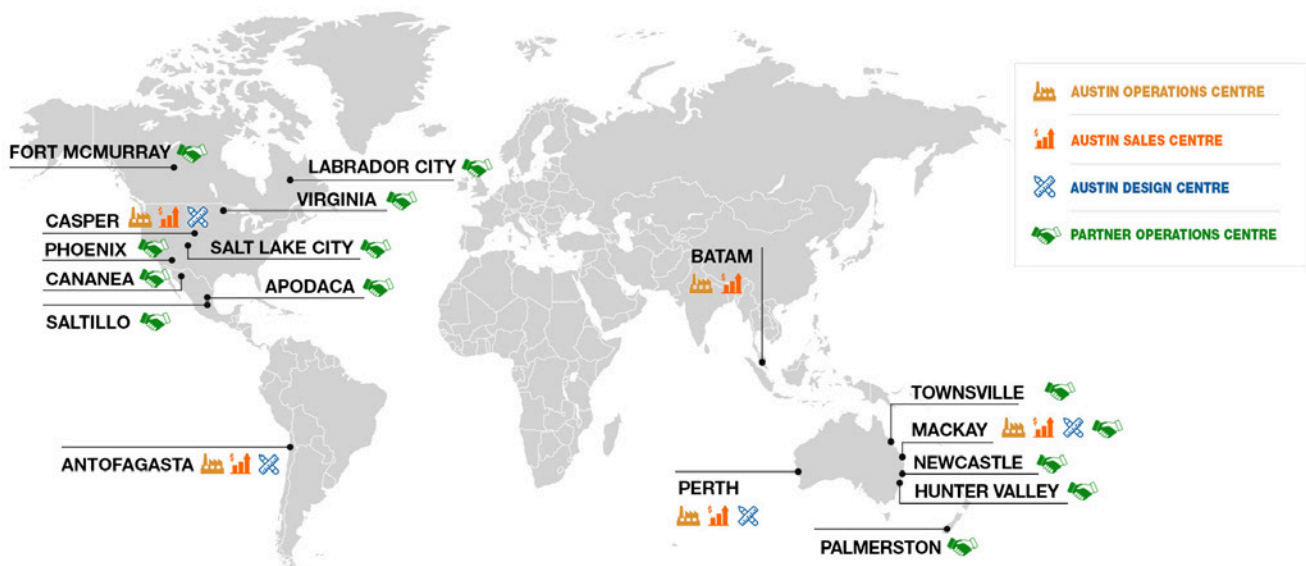 FORT MCMURRAY
LABRADOR CITY
VIRGINIA
CASPER
PHOENIX
SALT LAKE CITY
CANANEA
APODACA
SALTILLO
ANTOFAGASTA
BATAM
PERTH
TOWNSVILLE
MACKAY
NEWCASTLE
HUNTER VALLEY
PALMERSTON
AUSTIN OPERATIONS CENTRE
AUSTIN SALES CENTRE
AUSTIN DESIGN CENTRE
PARTNER OPERATIONS CENTRE